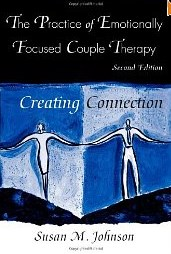 The Practice of Emotionally
Focused Couple Therapy
Second Edition
Creating Connection
Susan M. Johnson